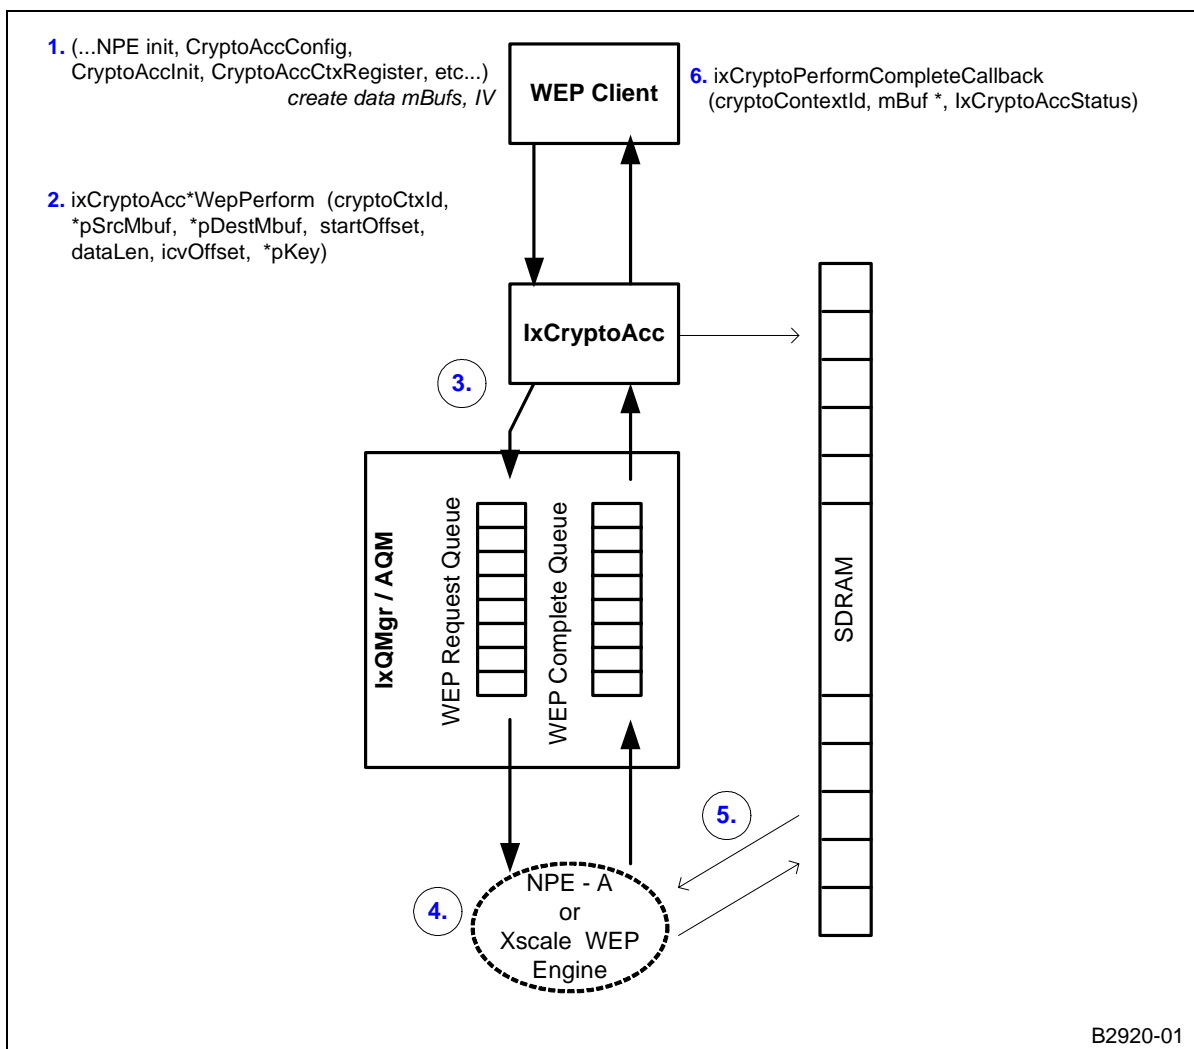 1. (...NPE init, CryptoAccConfig,
CryptoAccInit, CryptoAccCtxRegister, etc...)
create data mBufs, IV
WEP Client
6. ixCryptoPerformCompleteCallback
(cryptoContextId, mBuf *, IxCryptoAccStatus)
2. ixCryptoAcc*WepPerform (cryptoCtxId,
*pSrcMbuf, *pDestMbuf, startOffset,
dataLen, icvOffset, *pKey)
IxCryptoAcc
3.
IxQMgr / AQM
WEP Request Queue
WEP Complete Queue
SDRAM
5.
4.
NPE - A
or
Xscale WEP
Engine
B2920-01